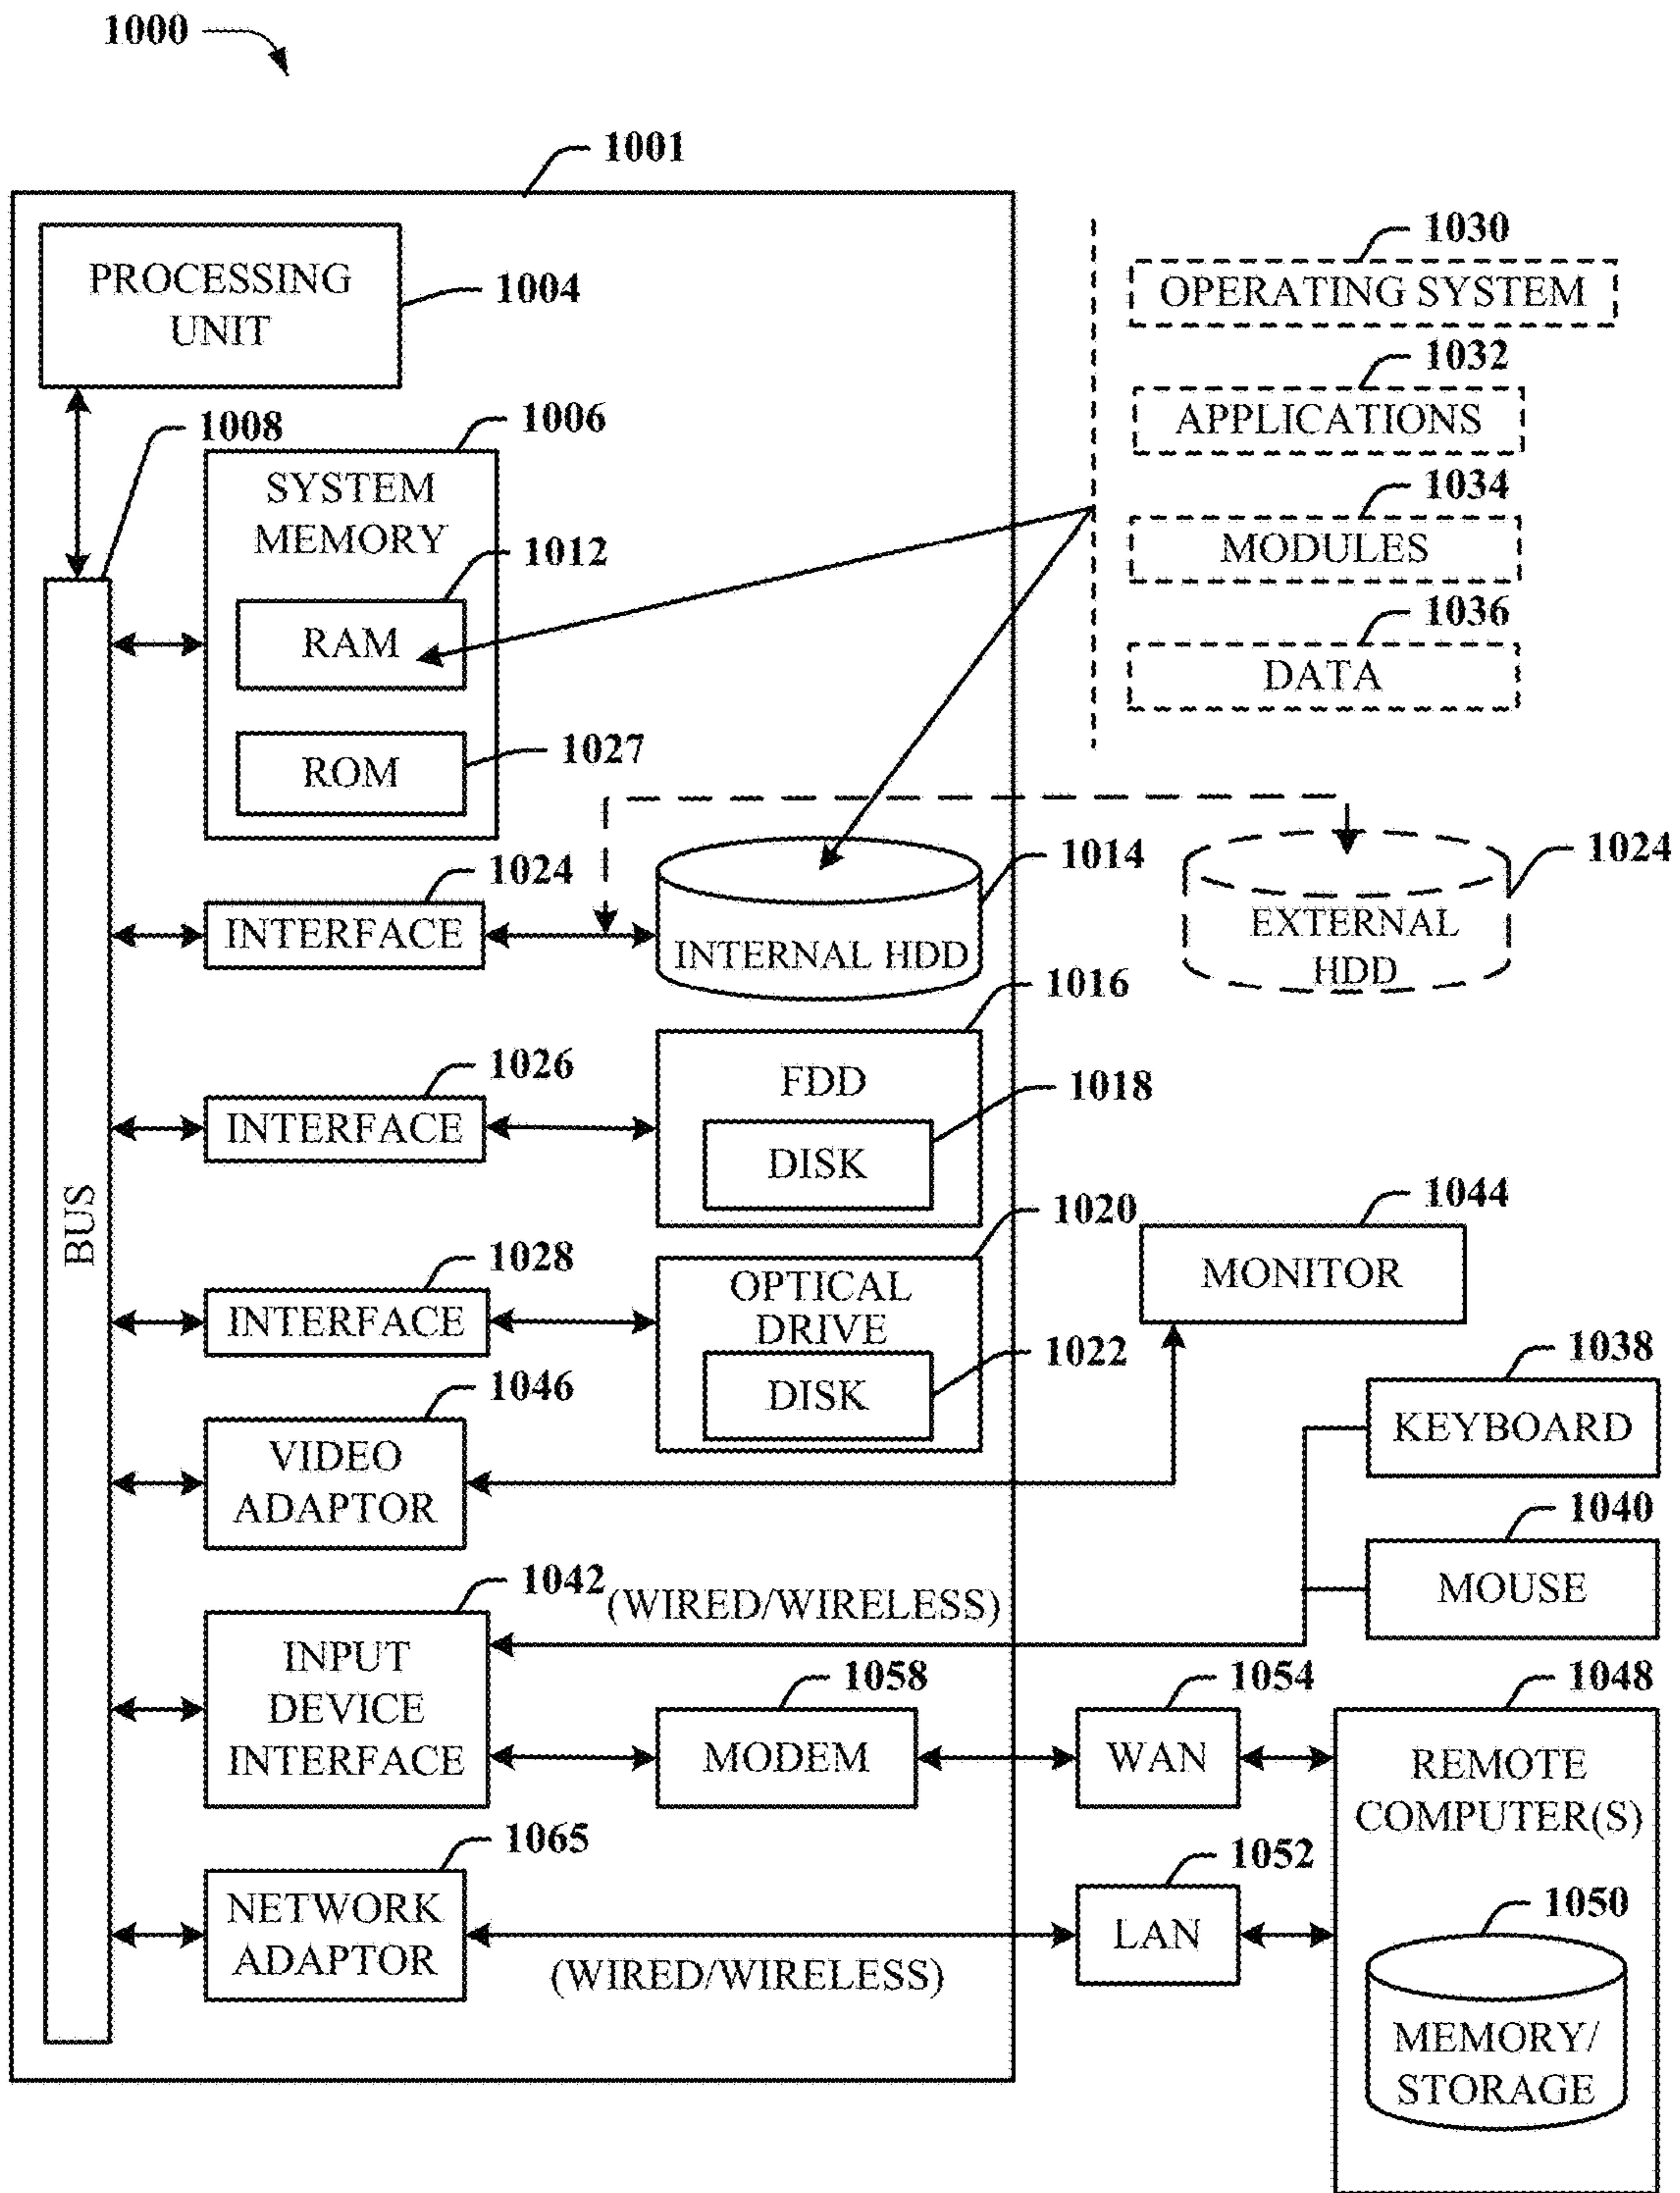 1000
1001
PROCESSING
UNIT
1004
1030
OPERATING SYSTEM
1032
APPLICATIONS
1034
MODULES
1036
DATA
1008
1006
SYSTEM
MEMORY
1012
RAM
1027
ROM
1024
INTERFACE
1014
INTERNAL HDD
1024
EXTERNAL
HDD
1016
1026
INTERFACE
FDD
1018
DISK
BUS
1020
1028
INTERFACE
OPTICAL
DRIVE
1022
DISK
1044
MONITOR
1046
VIDEO
ADAPTOR
1038
KEYBOARD
1040
MOUSE
1042
(WIRED/WIRELESS)
INPUT
DEVICE
INTERFACE
1058
MODEM
1054
WAN
1048
REMOTE
COMPUTER(S)
1065
NETWORK
ADAPTOR
(WIRED/WIRELESS)
1052
LAN
1050
MEMORY/
STORAGE